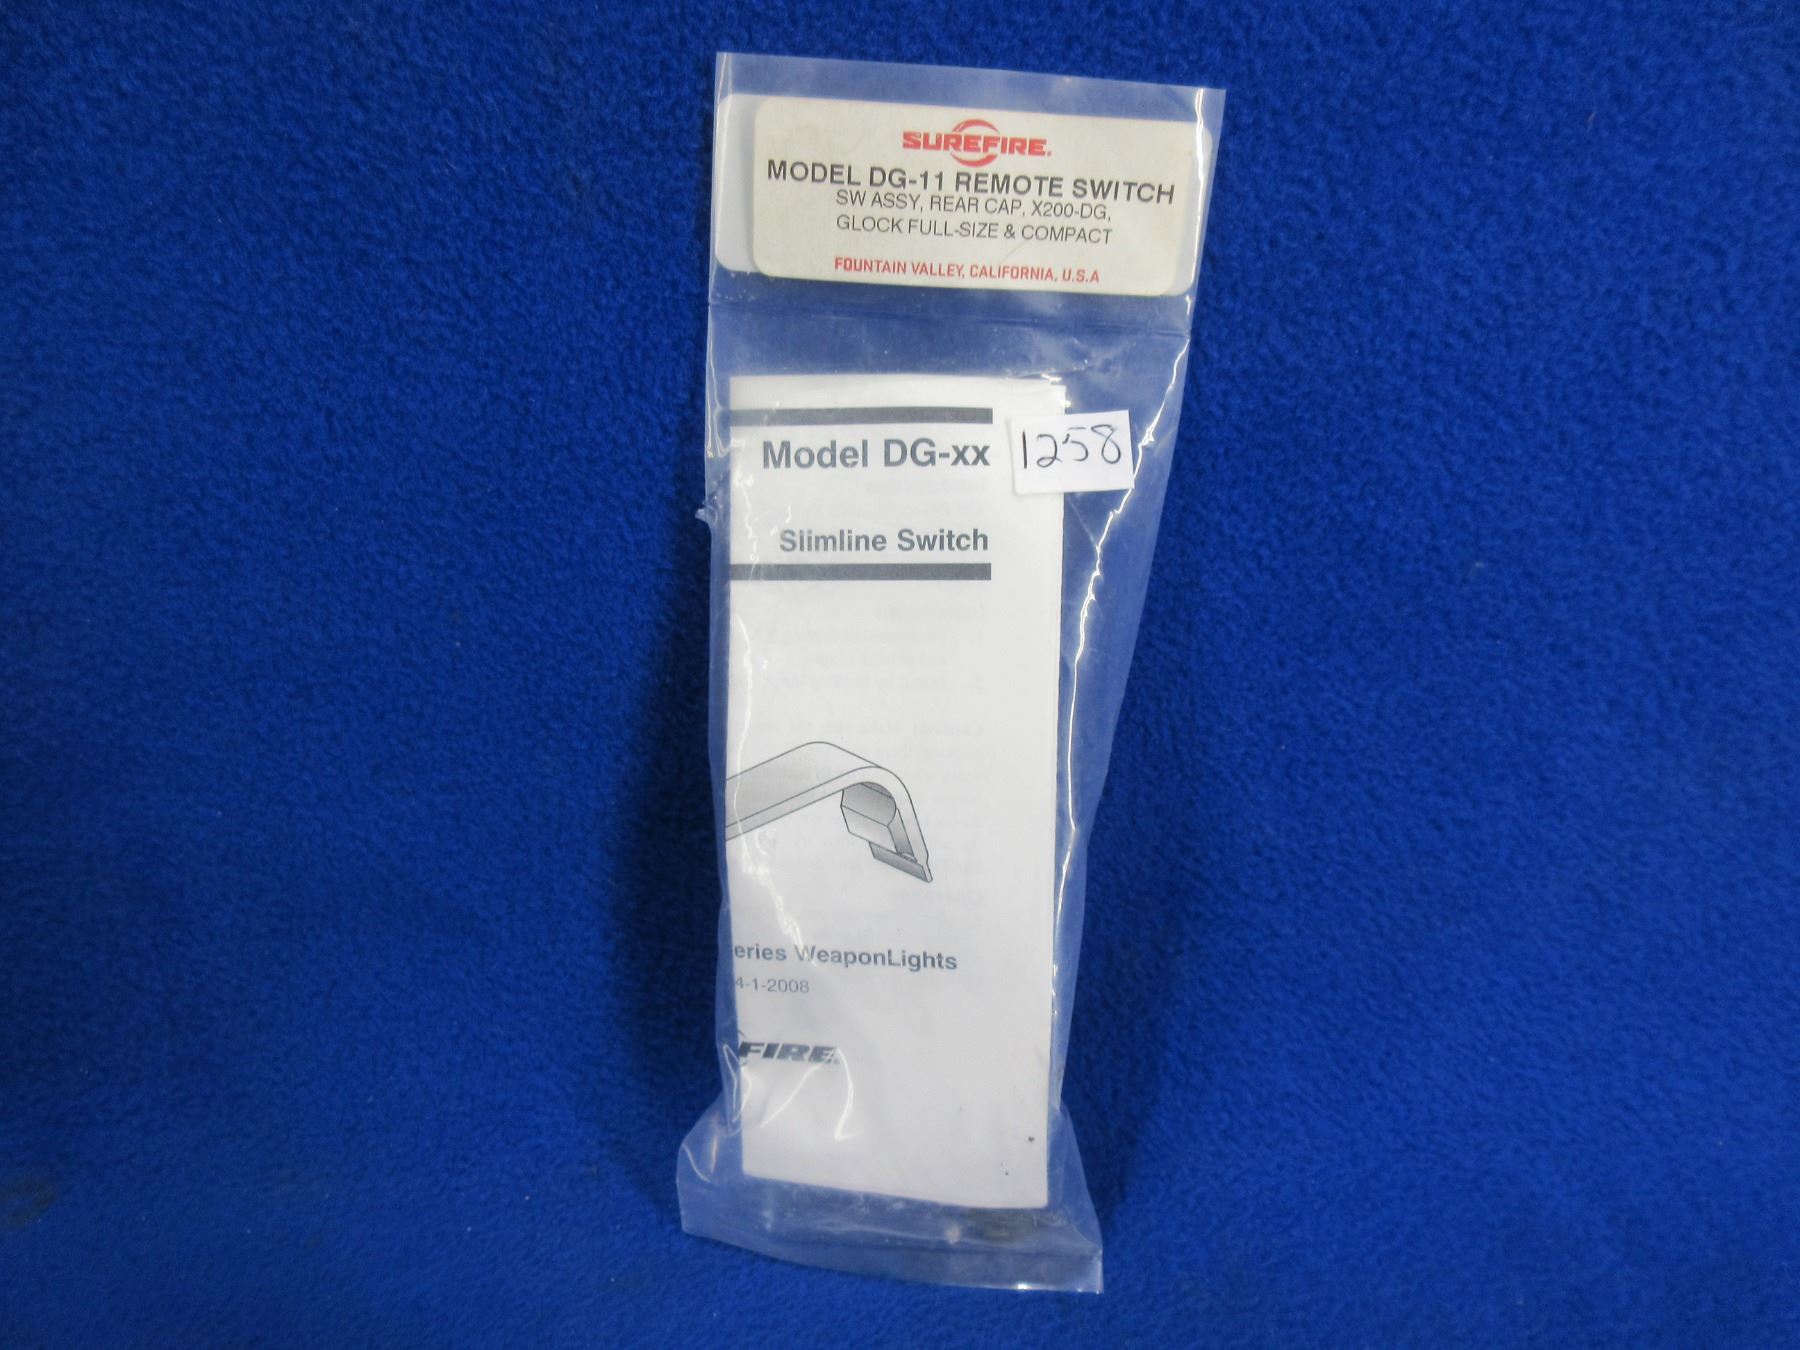 SUREFIRE.
MODEL DG-11 REMOTE SWITCH
SW ASSY, REAR CAP, X200-DG,
GLOCK FULL-SIZE & COMPACT
FOUNTAIN VALLEY, CALIFORNIA, U.S.A
Model DG-xx
1258
Slimline Switch
eries WeaponLights
4-1-2008
FIRE